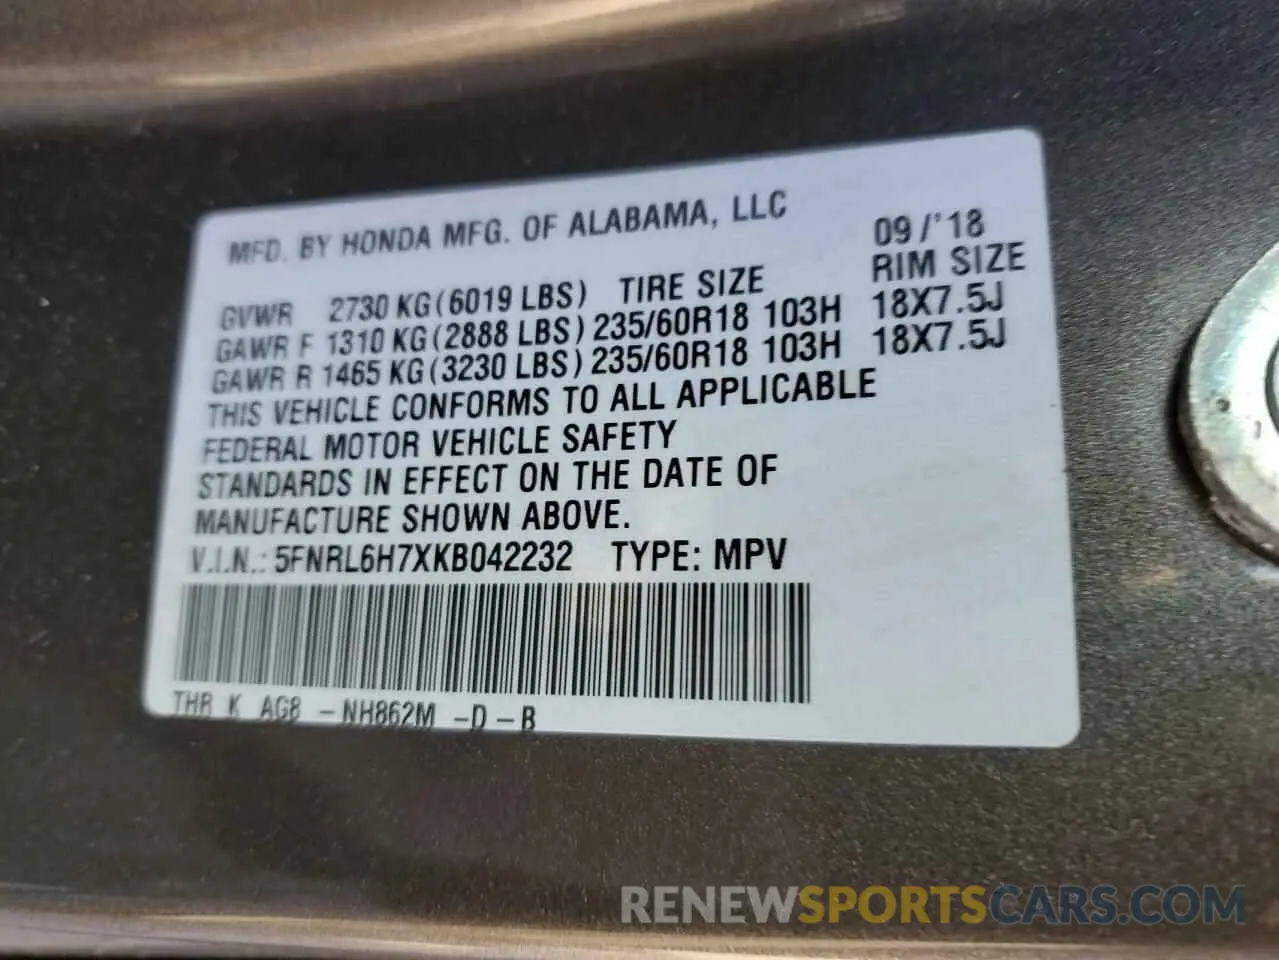 MFD. BY HONDA MFG. OF ALABAMA, LLC 09/'18
GVWR 2730 KG(6019 LBS) TIRE SIZE RIM SIZE
GAWR F 1310 KG(2888 LBS) 235/60R18 103H 18X7.5J
GAWR R 1465 KG(3230 LBS) 235/60R18 103H 18X7.5J
THIS VEHICLE CONFORMS TO ALL APPLICABLE
FEDERAL MOTOR VEHICLE SAFETY
STANDARDS IN EFFECT ON THE DATE OF
MANUFACTURE SHOWN ABOVE.
V.I.N.: 5FNRL6H7XKB042232 TYPE: MPV
THR K AG8 -NH862M -D-B
RENEWSPORTSCARS.COM